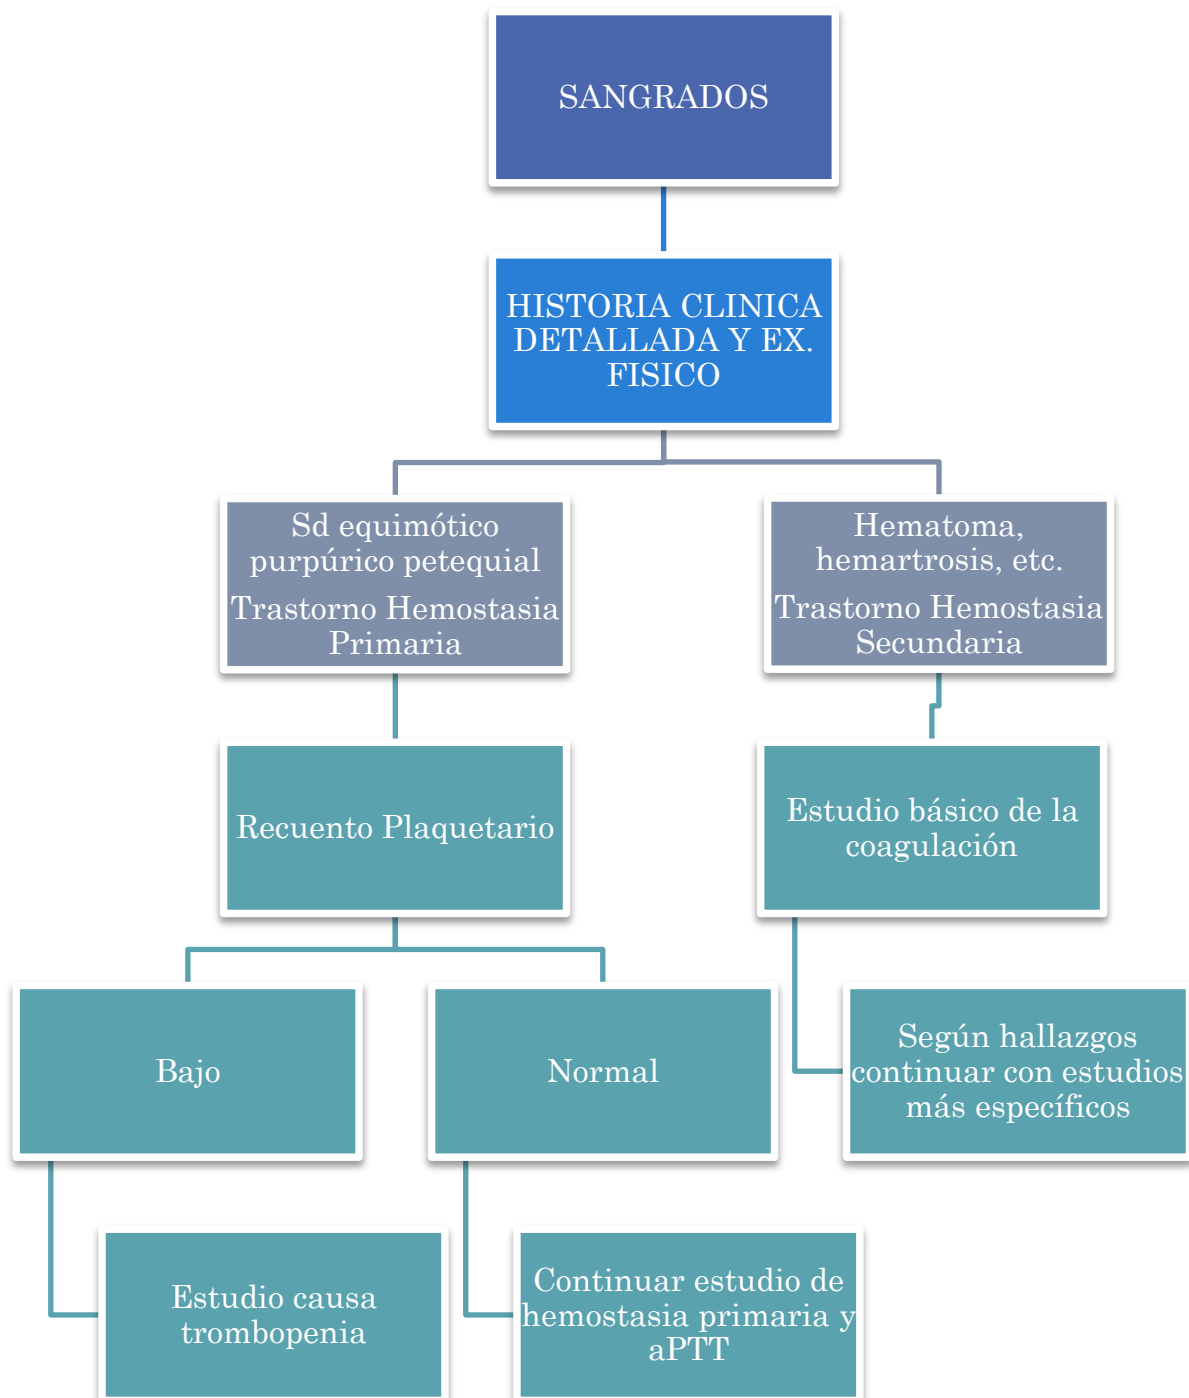 SANGRADOS
HISTORIA CLINICA
DETALLADA Y EX.
FISICO
Sd equimótico
purpúrico petequial
Trastorno Hemostasia
Primaria
Hematoma,
hemartrosis, etc.
Trastorno Hemostasia
Secundaria
Recuento Plaquetario
Estudio básico de la
coagulación
Bajo
Normal
Según hallazgos
continuar con estudios
más específicos
Estudio causa
trombopenia
Continuar estudio de
hemostasia primaria y
aPTT